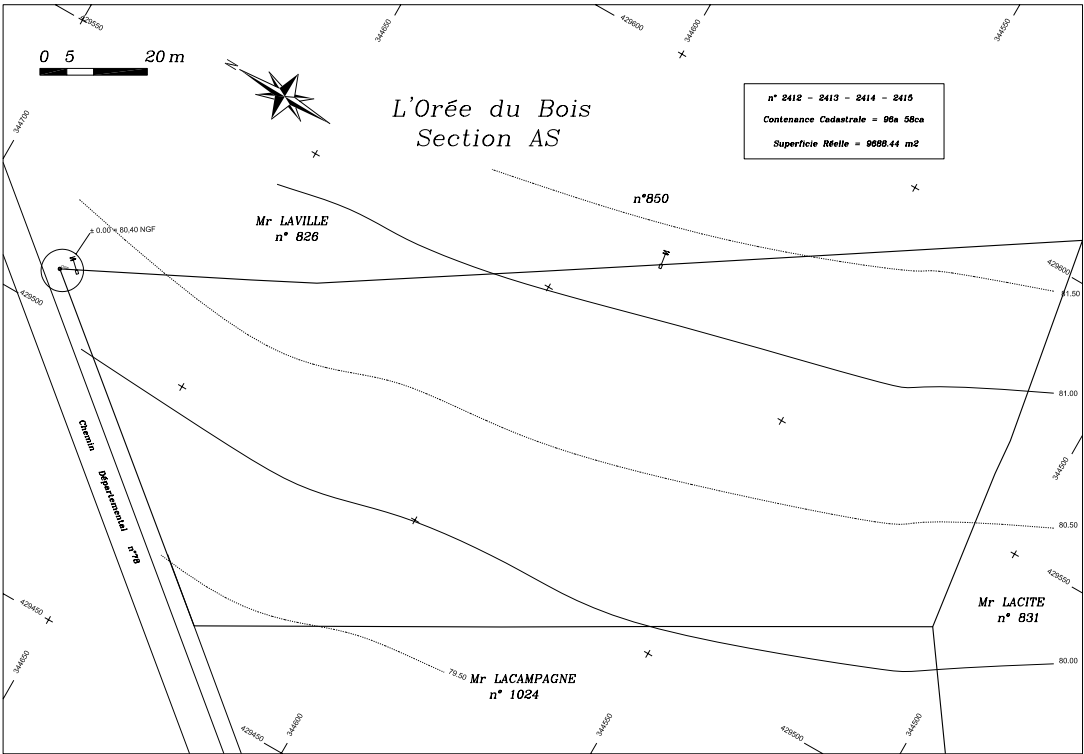 429550
344650
429600
344600
344550
0 5 20 m
N
L'Orée du Bois
Section AS
n° 2412 - 2413 - 2414 - 2415
Contenance Cadastrale = 96a 58ca
Superficie Réelle = 9688.44 m2
344700
n°850
Mr LAVILLE
n° 826
± 0.00 = 80,40 NGF
429600
429500
81.50
81.00
Chemin Départemental n°78
344500
80.50
429550
429450
Mr LACITE
n° 831
344650
80.00
79.50
Mr LACAMPAGNE
n° 1024
429450
344600
344550
429500
344500